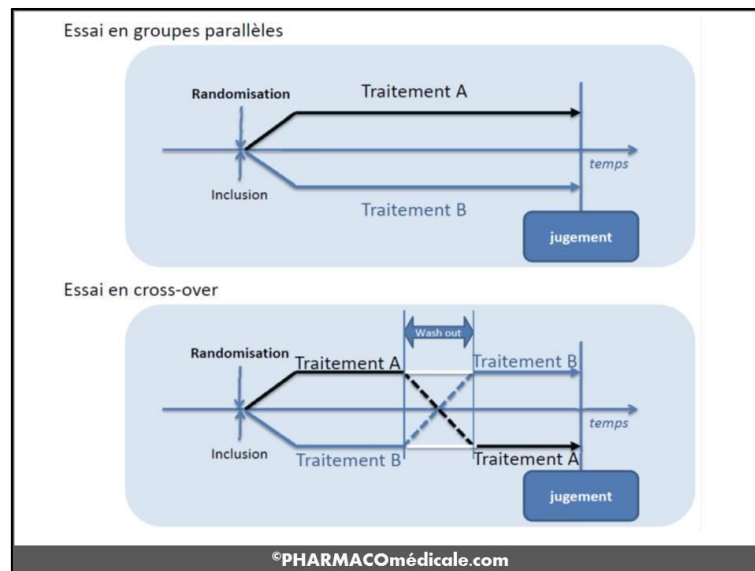 Essai en groupes parallèles
Randomisation
Traitement A
temps
Inclusion
Traitement B
jugement
Essai en cross-over
Wash out
Randomisation
Traitement A
Traitement B
temps
Inclusion
Traitement B
Traitement A
jugement
©PHARMACOmédicale.com